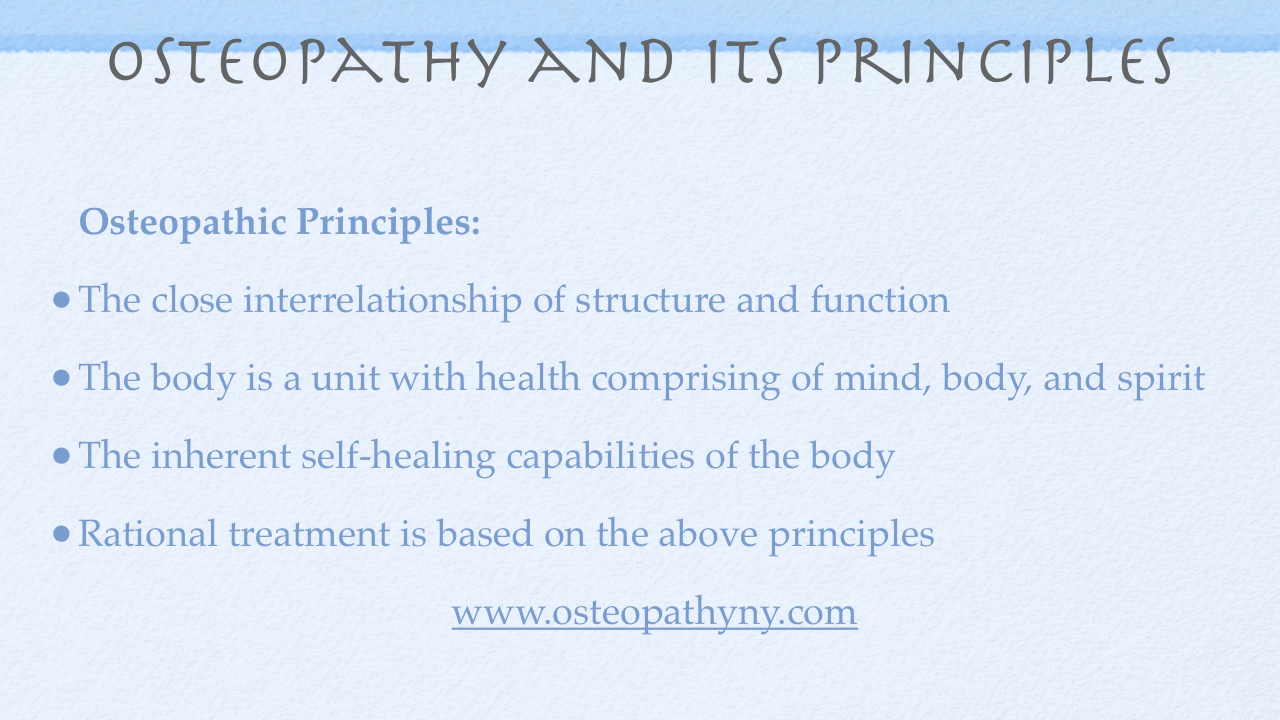 OSTEOPATHY AND ITS PRINCIPLES
Osteopathic Principles:
• The close interrelationship of structure and function
• The body is a unit with health comprising of mind, body, and spirit
• The inherent self-healing capabilities of the body
• Rational treatment is based on the above principles
www.osteopathyny.com